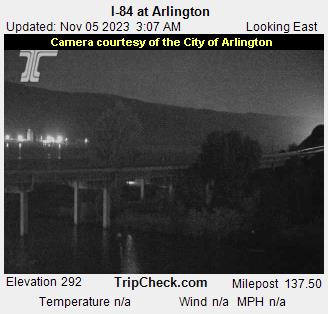 I-84 at Arlington
Updated: Nov 05 2023 3:07 AM Looking East
Camera courtesy of the City of Arlington
Elevation 292 TripCheck.com Milepost 137.50
Temperature n/a Wind n/a MPH n/a